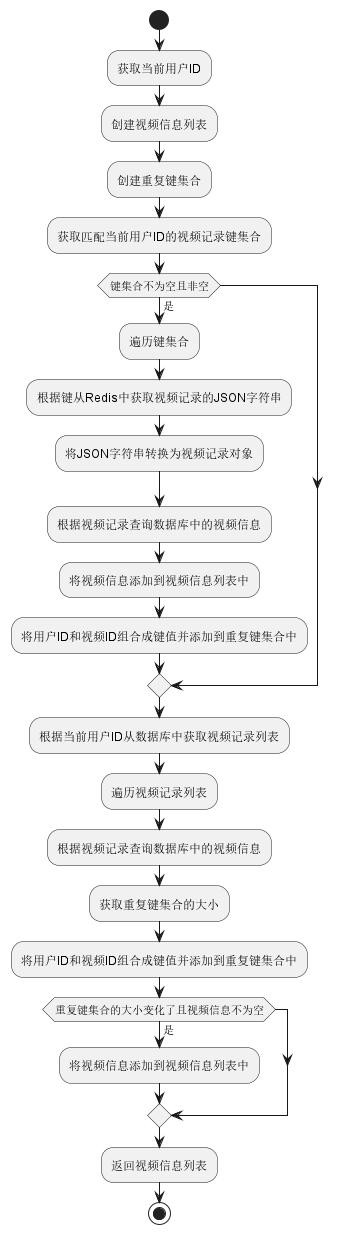 获取当前用户ID
创建视频信息列表
创建重复键集合
获取匹配当前用户ID的视频记录键集合
键集合不为空且非空
是
遍历键集合
根据键从Redis中获取视频记录的JSON字符串
将JSON字符串转换为视频记录对象
根据视频记录查询数据库中的视频信息
将视频信息添加到视频信息列表中
将用户ID和视频ID组合成键值并添加到重复键集合中
根据当前用户ID从数据库中获取视频记录列表
遍历视频记录列表
根据视频记录查询数据库中的视频信息
获取重复键集合的大小
将用户ID和视频ID组合成键值并添加到重复键集合中
重复键集合的大小变化了且视频信息不为空
是
将视频信息添加到视频信息列表中
返回视频信息列表